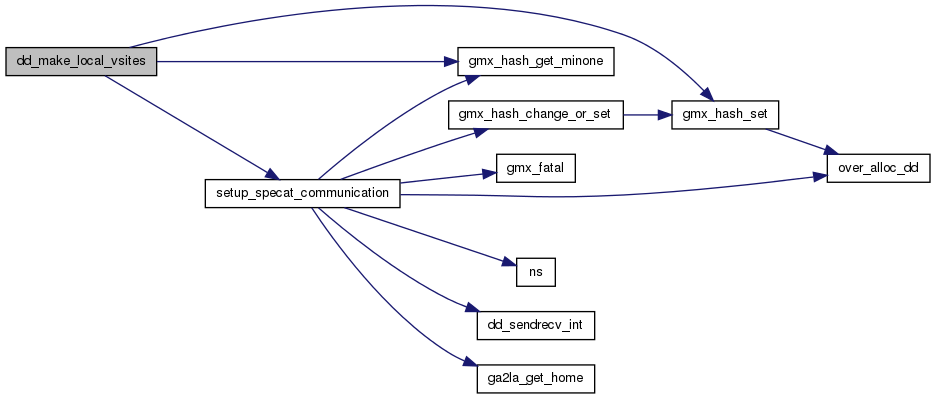 dd_make_local_vsites
gmx_hash_get_minone
gmx_hash_change_or_set
gmx_hash_set
gmx_fatal
over_alloc_dd
setup_specat_communication
ns
dd_sendrecv_int
ga2la_get_home